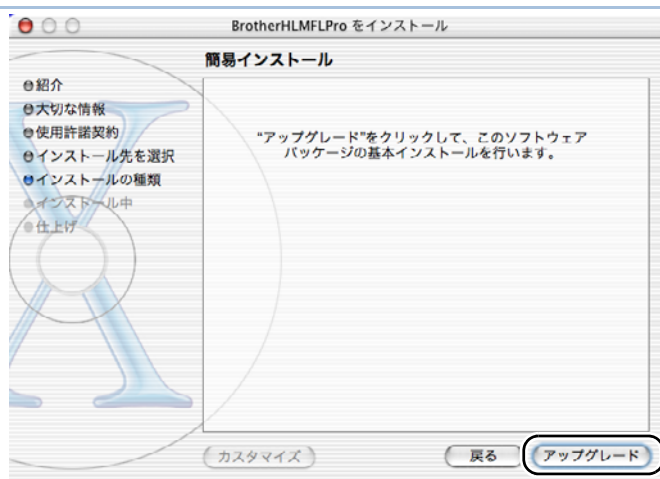 BrotherHLMFLPro をインストール
簡易インストール
紹介
大切な情報
使用許諾契約
インストール先を選択
インストールの種類
インストール中
仕上げ
“アップグレード”をクリックして、このソフトウェア
パッケージの基本インストールを行います。
カスタマイズ
戻る
アップグレード